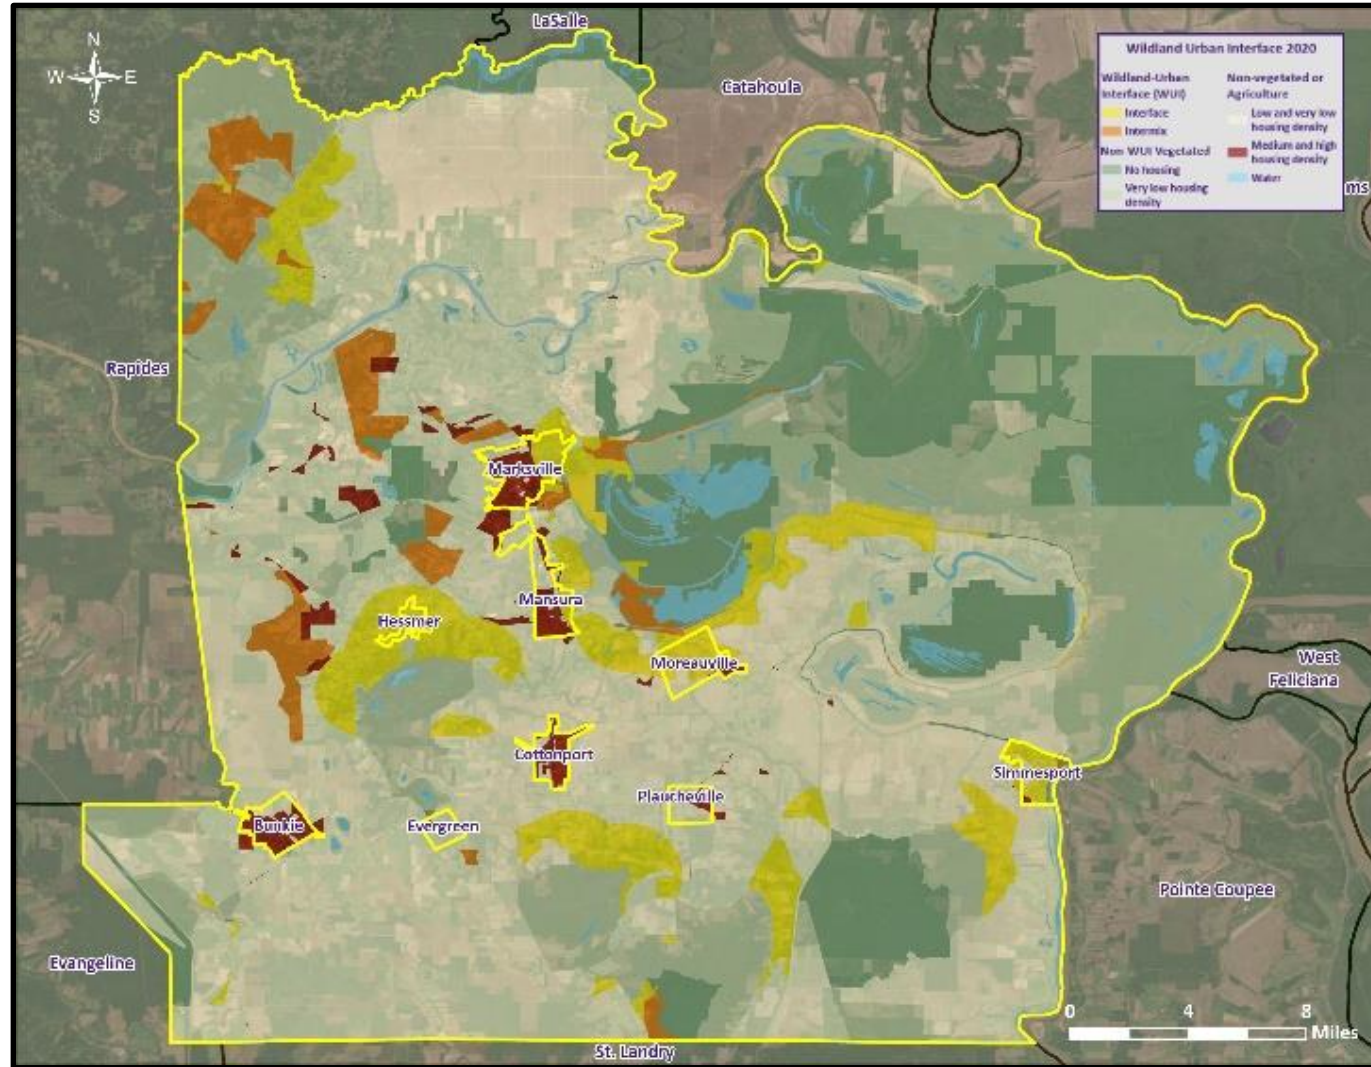 LaSalle
N
W E
S
Catahoula
Wildland Urban Interface 2020
Wildland-Urban
Interface (WUI)
Interface
Intermix
Non-WUI Vegetated
No housing
Very low housing
density
Non-vegetated or
Agriculture
Low and very low
housing density
Medium and high
housing density
Water
ms
Rapides
Marksville
Mansura
Hessmer
Moreauville
West
Feliciana
Cottonport
Simmesport
Plaucheville
Bunkie
Evergreen
Pointe Coupee
Evangeline
0 4 8
Miles
St. Landry